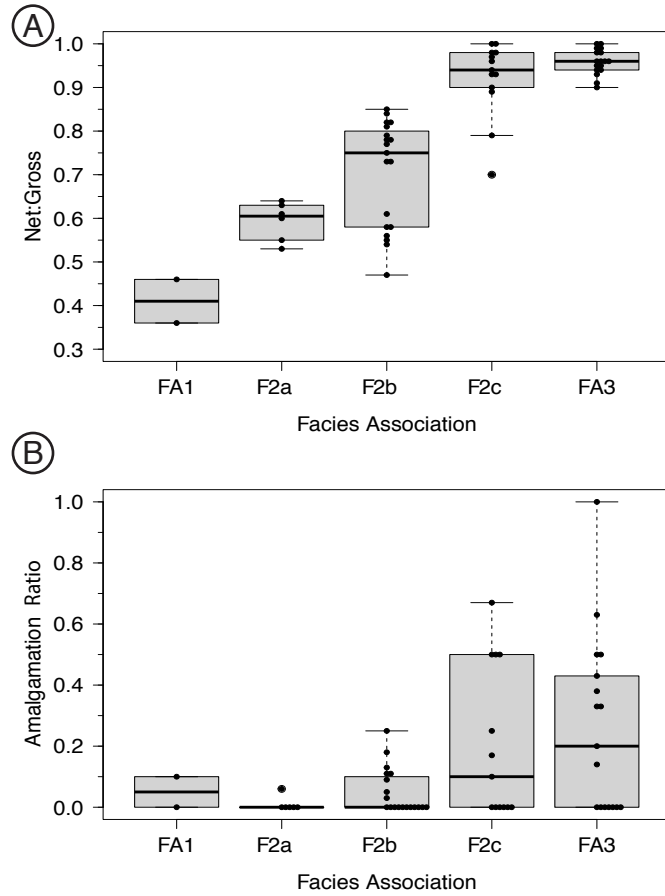 A
1.0
0.9
0.8
0.7
0.6
0.5
0.4
0.3
Net:Gross
FA1 F2a F2b F2c FA3
Facies Association
B
1.0
0.8
0.6
0.4
0.2
0.0
Amalgamation Ratio
FA1 F2a F2b F2c FA3
Facies Association